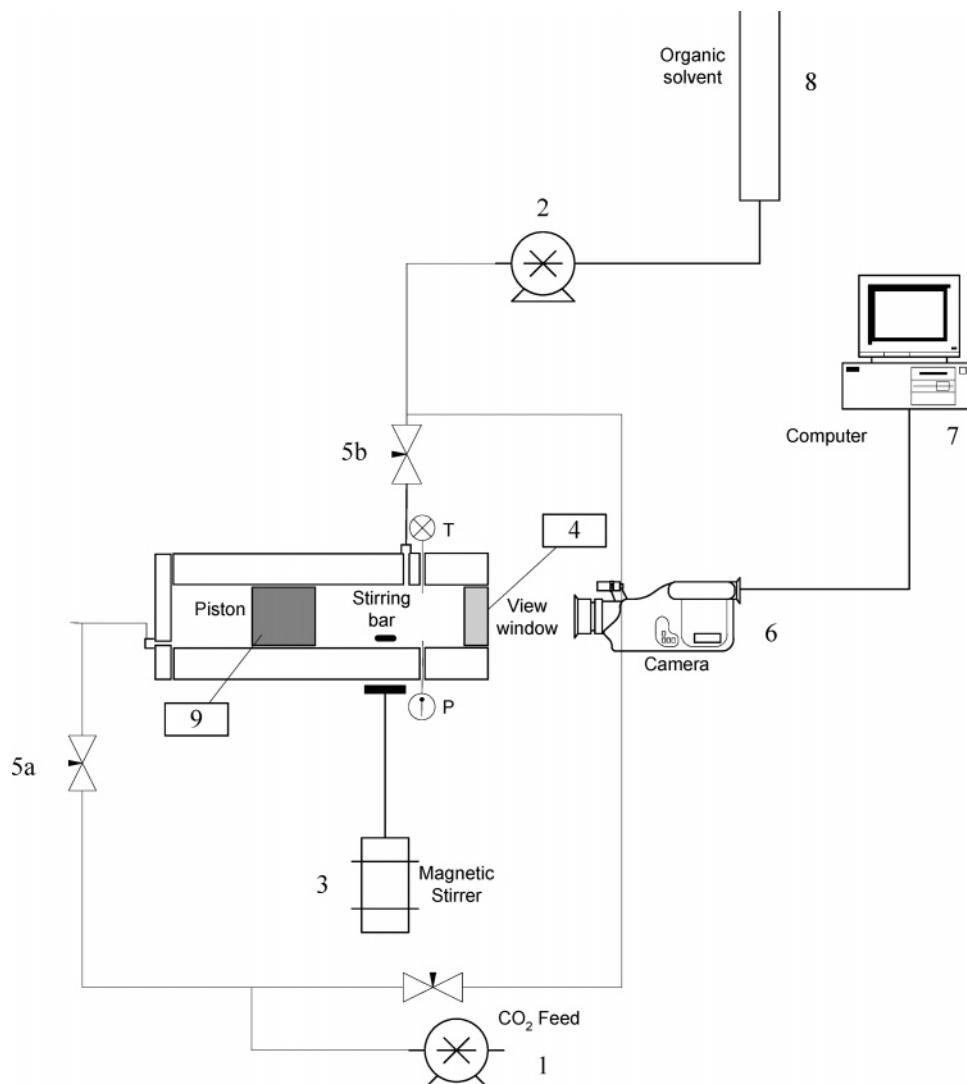 Organic
solvent
8
2
Computer
7
5b
T
4
Piston
Stirring
bar
View
window
6
Camera
9
P
5a
3
Magnetic
Stirrer
CO₂ Feed
1